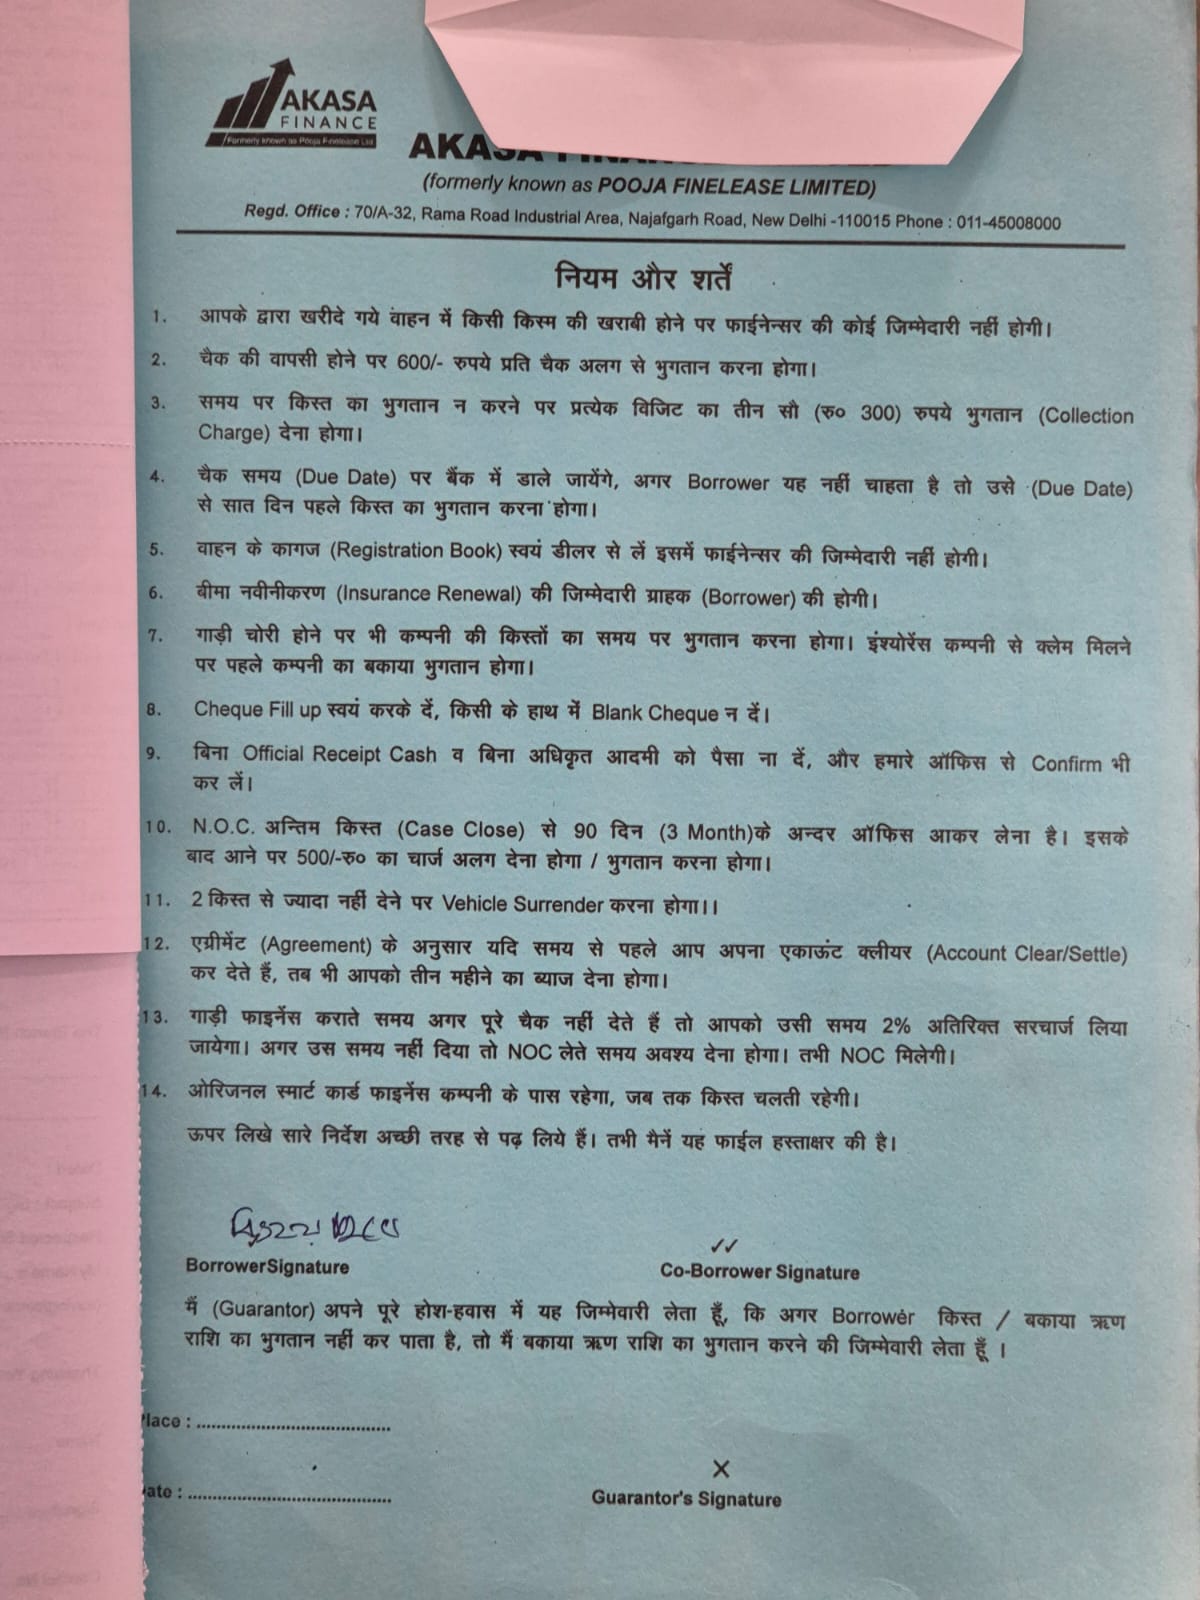 AKASA
FINANCE
Formerly known as Pooja Finelease Ltd
(formerly known as POOJA FINELEASE LIMITED)
Regd. Office : 70/A-32, Rama Road Industrial Area, Najafgarh Road, New Delhi -110015 Phone : 011-45008000
नियम और शर्तें
1. आपके द्वारा खरीदे गये वाहन में किसी किस्म की खराबी होने पर फाईनेन्सर की कोई जिम्मेदारी नहीं होगी।
2. चैक की वापसी होने पर 600/- रुपये प्रति चैक अलग से भुगतान करना होगा।
3. समय पर किस्त का भुगतान न करने पर प्रत्येक विजिट का तीन सौ (रु० 300) रुपये भुगतान (Collection
Charge) देना होगा।
4. चैक समय (Due Date) पर बैंक में डाले जायेंगे, अगर Borrower यह नहीं चाहता है तो उसे (Due Date)
से सात दिन पहले किस्त का भुगतान करना होगा।
5. वाहन के कागज (Registration Book) स्वयं डीलर से लें इसमें फाईनेन्सर की जिम्मेदारी नहीं होगी।
6. बीमा नवीनीकरण (Insurance Renewal) की जिम्मेदारी ग्राहक (Borrower) की होगी।
7. गाड़ी चोरी होने पर भी कम्पनी की किस्तों का समय पर भुगतान करना होगा। इंश्योरेंस कम्पनी से क्लेम मिलने
पर पहले कम्पनी का बकाया भुगतान होगा।
8. Cheque Fill up स्वयं करके दें, किसी के हाथ में Blank Cheque न दें।
9. बिना Official Receipt Cash व बिना अधिकृत आदमी को पैसा ना दें, और हमारे ऑफिस से Confirm भी
कर लें।
10. N.O.C. अन्तिम किस्त (Case Close) से 90 दिन (3 Month)के अन्दर ऑफिस आकर लेना है। इसके
बाद आने पर 500/-रु० का चार्ज अलग देना होगा / भुगतान करना होगा।
11. 2 किस्त से ज्यादा नहीं देने पर Vehicle Surrender करना होगा।।
12. एग्रीमेंट (Agreement) के अनुसार यदि समय से पहले आप अपना एकाऊंट क्लीयर (Account Clear/Settle)
कर देते हैं, तब भी आपको तीन महीने का ब्याज देना होगा।
13. गाड़ी फाइनेंस कराते समय अगर पूरे चैक नहीं देते हैं तो आपको उसी समय 2% अतिरिक्त सरचार्ज लिया
जायेगा। अगर उस समय नहीं दिया तो NOC लेते समय अवश्य देना होगा। तभी NOC मिलेगी।
14. ओरिजनल स्मार्ट कार्ड फाइनेंस कम्पनी के पास रहेगा, जब तक किस्त चलती रहेगी।
ऊपर लिखे सारे निर्देश अच्छी तरह से पढ़ लिये हैं। तभी मैनें यह फाईल हस्ताक्षर की है।
BorrowerSignature
Co-Borrower Signature
मैं (Guarantor) अपने पूरे होश-हवास में यह जिम्मेवारी लेता हूँ, कि अगर Borrower किस्त / बकाया ऋण
राशि का भुगतान नहीं कर पाता है, तो मैं बकाया ऋण राशि का भुगतान करने की जिम्मेवारी लेता हूँ ।
Place : ......................................
Date : ........................................
X
Guarantor's Signature